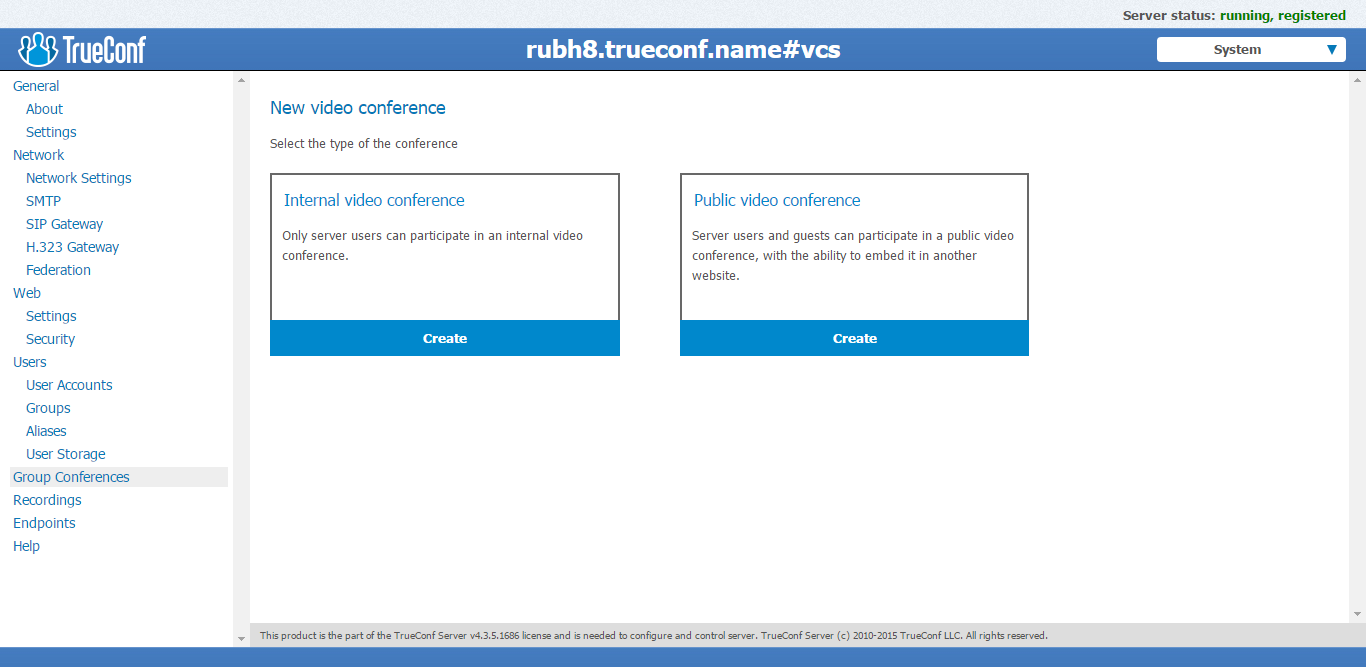 Server status: running, registered
TrueConf
rubh8.trueconf.name#vcs
System
General
About
Settings
Network
Network Settings
SMTP
SIP Gateway
H.323 Gateway
Federation
Web
Settings
Security
Users
User Accounts
Groups
Aliases
User Storage
Group Conferences
Recordings
Endpoints
Help
New video conference
Select the type of the conference
Internal video conference
Only server users can participate in an internal video
conference.
Create
Public video conference
Server users and guests can participate in a public video
conference, with the ability to embed it in another
website.
Create
This product is the part of the TrueConf Server v4.3.5.1686 license and is needed to configure and control server. TrueConf Server (c) 2010-2015 TrueConf LLC. All rights reserved.